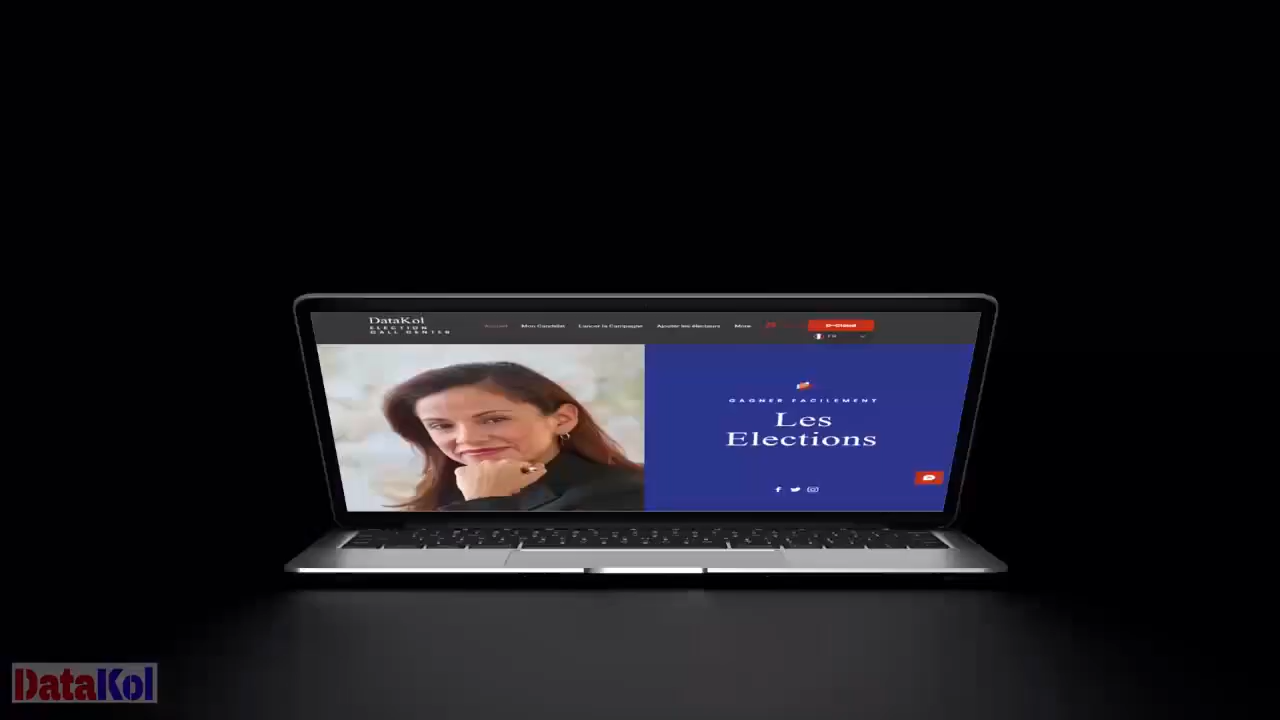 DataKol
ELECTION
CALL CENTER
Accueil
Mon Candidat
Lancer la Campagne
Ajouter les électeurs
More
FR
GAGNER FACILEMENT
Les
Elections
DataKol